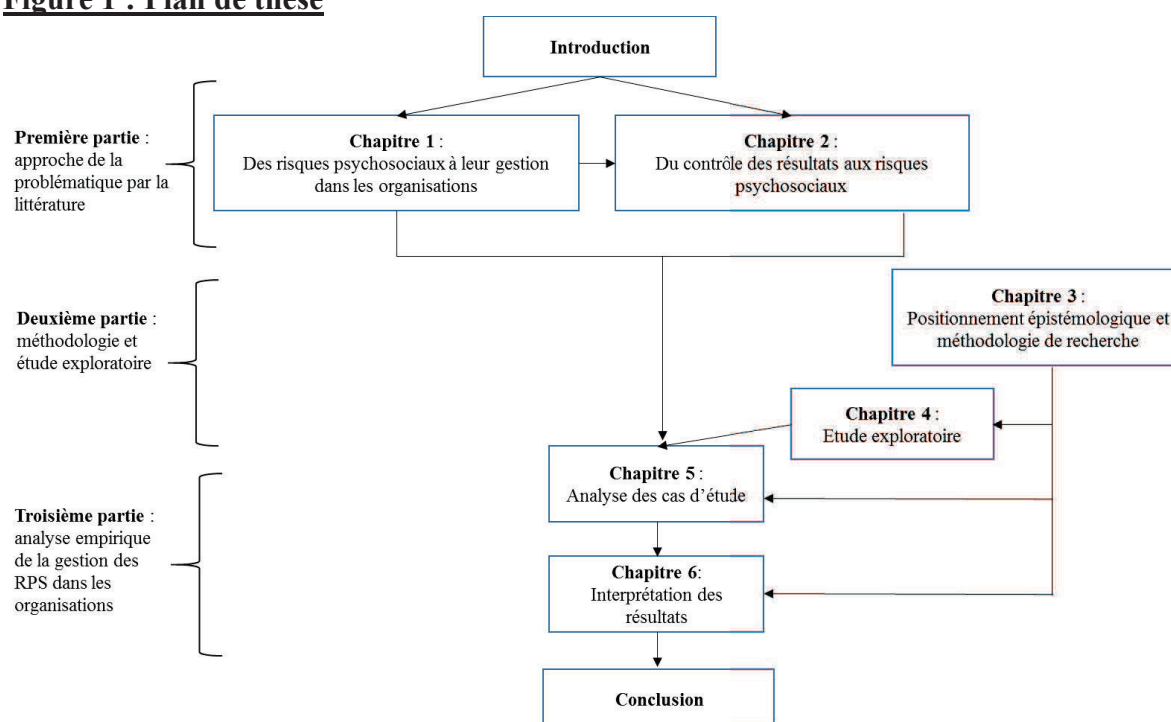 Figure 1 : Plan de thèse
Introduction
Première partie :
approche de la
problématique par la
littérature
Chapitre 1 :
Des risques psychosociaux à leur gestion
dans les organisations
Chapitre 2 :
Du contrôle des résultats aux risques
psychosociaux
Deuxième partie :
méthodologie et
étude exploratoire
Chapitre 3 :
Positionnement épistémologique et
méthodologie de recherche
Chapitre 4 :
Etude exploratoire
Troisième partie :
analyse empirique
de la gestion des
RPS dans les
organisations
Chapitre 5 :
Analyse des cas d’étude
Chapitre 6:
Interprétation des
résultats
Conclusion